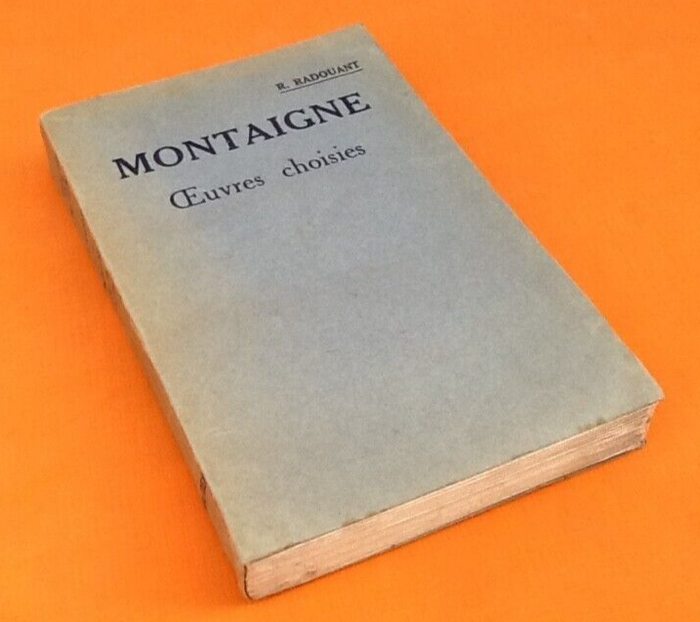 R. RADOUANT
MONTAIGNE
Œuvres choisies